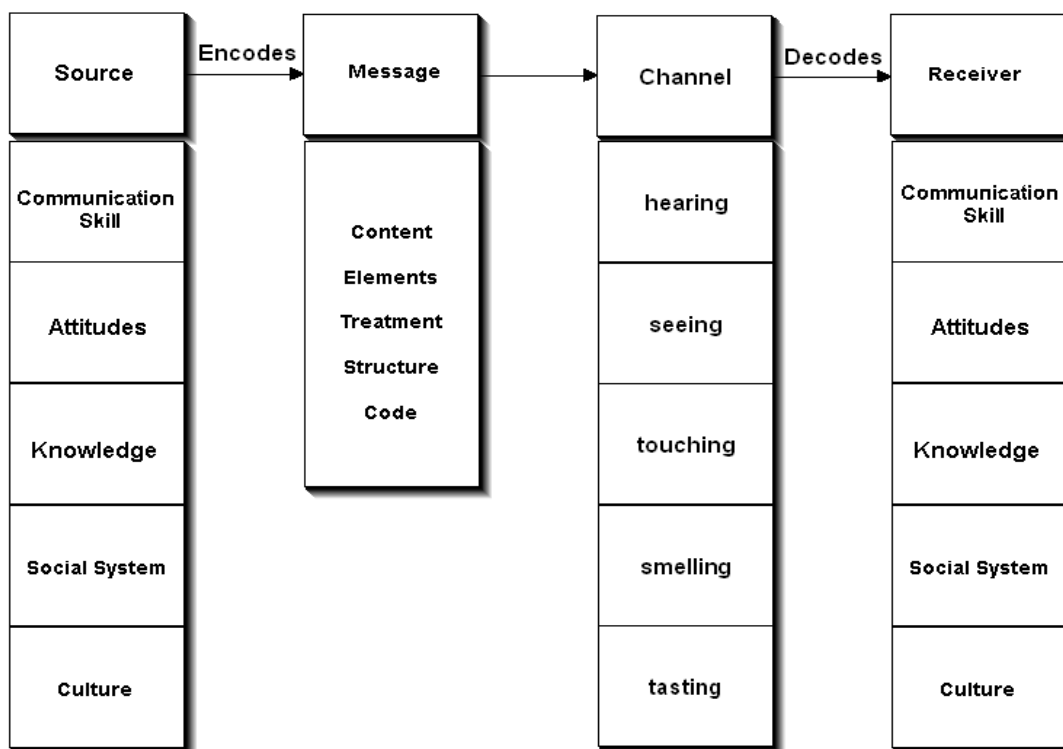 Source
Encodes
Message
Channel
Decodes
Receiver
Communication
Skill
Attitudes
Knowledge
Social System
Culture
Content
Elements
Treatment
Structure
Code
hearing
seeing
touching
smelling
tasting
Communication
Skill
Attitudes
Knowledge
Social System
Culture